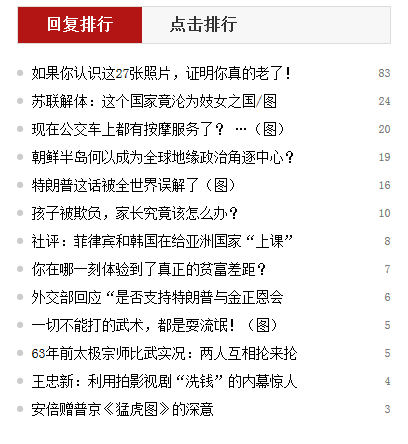 回复排行 点击排行
如果你认识这27张照片，证明你真的老了！ 83
苏联解体：这个国家竟沦为妓女之国/图 24
现在公交车上都有按摩服务了？ …（图） 20
朝鲜半岛何以成为全球地缘政治角逐中心？ 19
特朗普这话被全世界误解了（图） 16
孩子被欺负，家长究竟该怎么办？ 10
社评：菲律宾和韩国在给亚洲国家“上课” 8
你在哪一刻体验到了真正的贫富差距？ 7
外交部回应“是否支持特朗普与金正恩会 6
一切不能打的武术，都是耍流氓！（图） 5
63年前太极宗师比武实况：两人互相抡来抡 5
王忠新：利用拍影视剧“洗钱”的内幕惊人 4
安倍赠普京《猛虎图》的深意 3